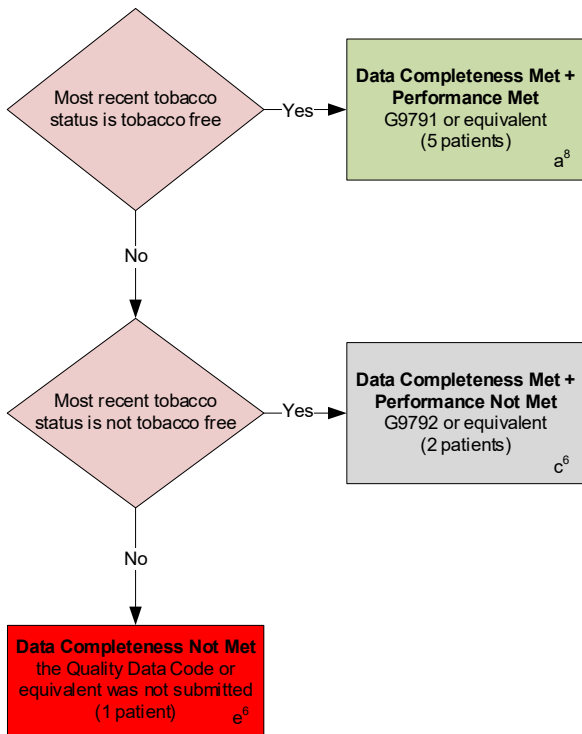 Most recent tobacco
status is tobacco free
Yes
Data Completeness Met +
Performance Met
G9791 or equivalent
(5 patients)
a⁸
No
Most recent tobacco
status is not tobacco free
Yes
Data Completeness Met +
Performance Not Met
G9792 or equivalent
(2 patients)
c⁶
No
Data Completeness Not Met
the Quality Data Code or
equivalent was not submitted
(1 patient)
e⁶